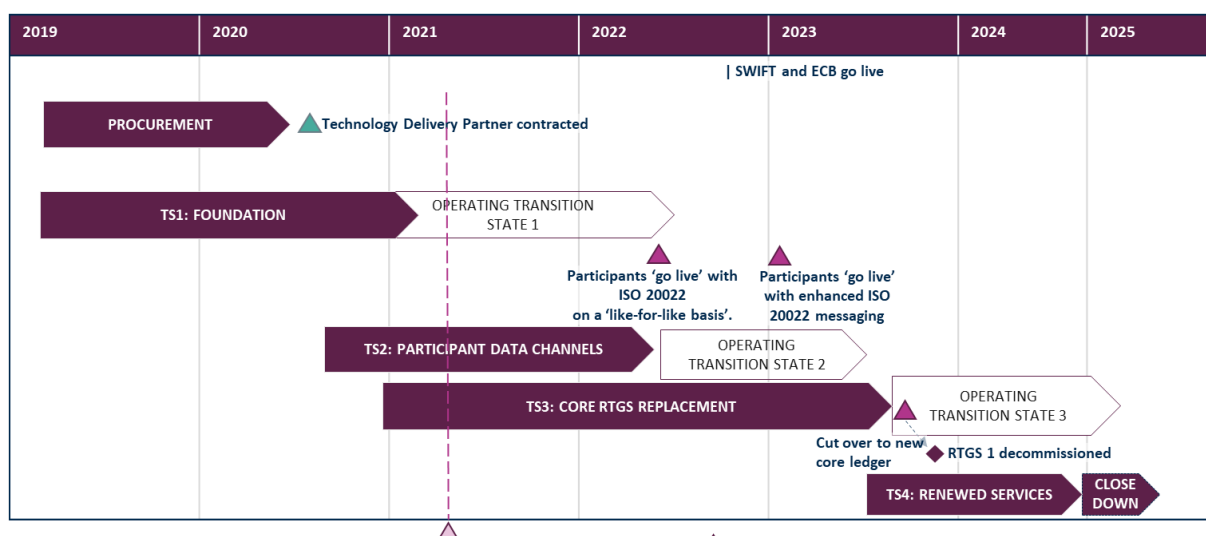 2019 2020 2021 2022 2023 2024 2025
| SWIFT and ECB go live
PROCUREMENT
Technology Delivery Partner contracted
TS1: FOUNDATION
OPERATING TRANSITION
STATE 1
Participants ‘go live’ with
ISO 20022
on a ‘like-for-like basis’.
Participants ‘go live’
with enhanced ISO
20022 messaging
TS2: PARTICIPANT DATA CHANNELS
OPERATING
TRANSITION STATE 2
TS3: CORE RTGS REPLACEMENT
OPERATING
TRANSITION STATE 3
Cut over to new
core ledger
RTGS 1 decommissioned
TS4: RENEWED SERVICES
CLOSE
DOWN